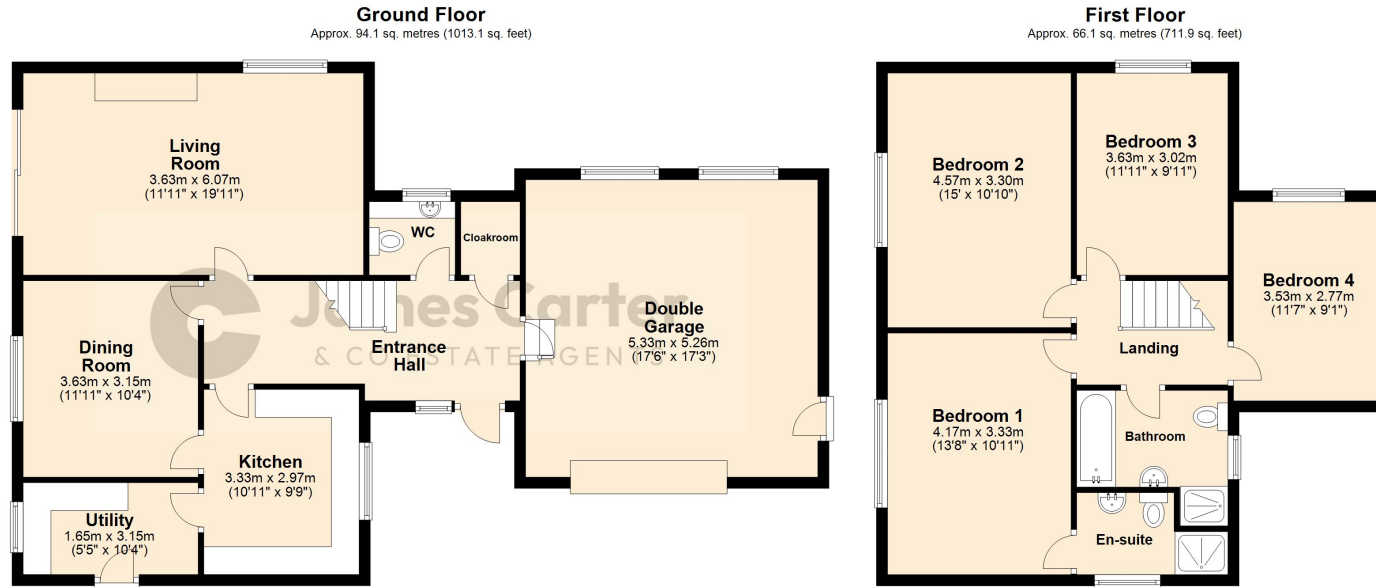 Ground Floor
Approx. 94.1 sq. metres (1013.1 sq. feet)
Living
Room
3.63m x 6.07m
(11'11" x 19'11")
WC
Cloakroom
Dining
Room
3.63m x 3.15m
(11'11" x 10'4")
Entrance
Hall
Double
Garage
5.33m x 5.26m
(17'6" x 17'3")
Kitchen
3.33m x 2.97m
(10'11" x 9'9")
Utility
1.65m x 3.15m
(5'5" x 10'4")
James Carter
& CO ESTATE AGENTS
First Floor
Approx. 66.1 sq. metres (711.9 sq. feet)
Bedroom 2
4.57m x 3.30m
(15' x 10'10")
Bedroom 3
3.63m x 3.02m
(11'11" x 9'11")
Bedroom 4
3.53m x 2.77m
(11'7" x 9'1")
Landing
Bedroom 1
4.17m x 3.33m
(13'8" x 10'11")
Bathroom
En-suite